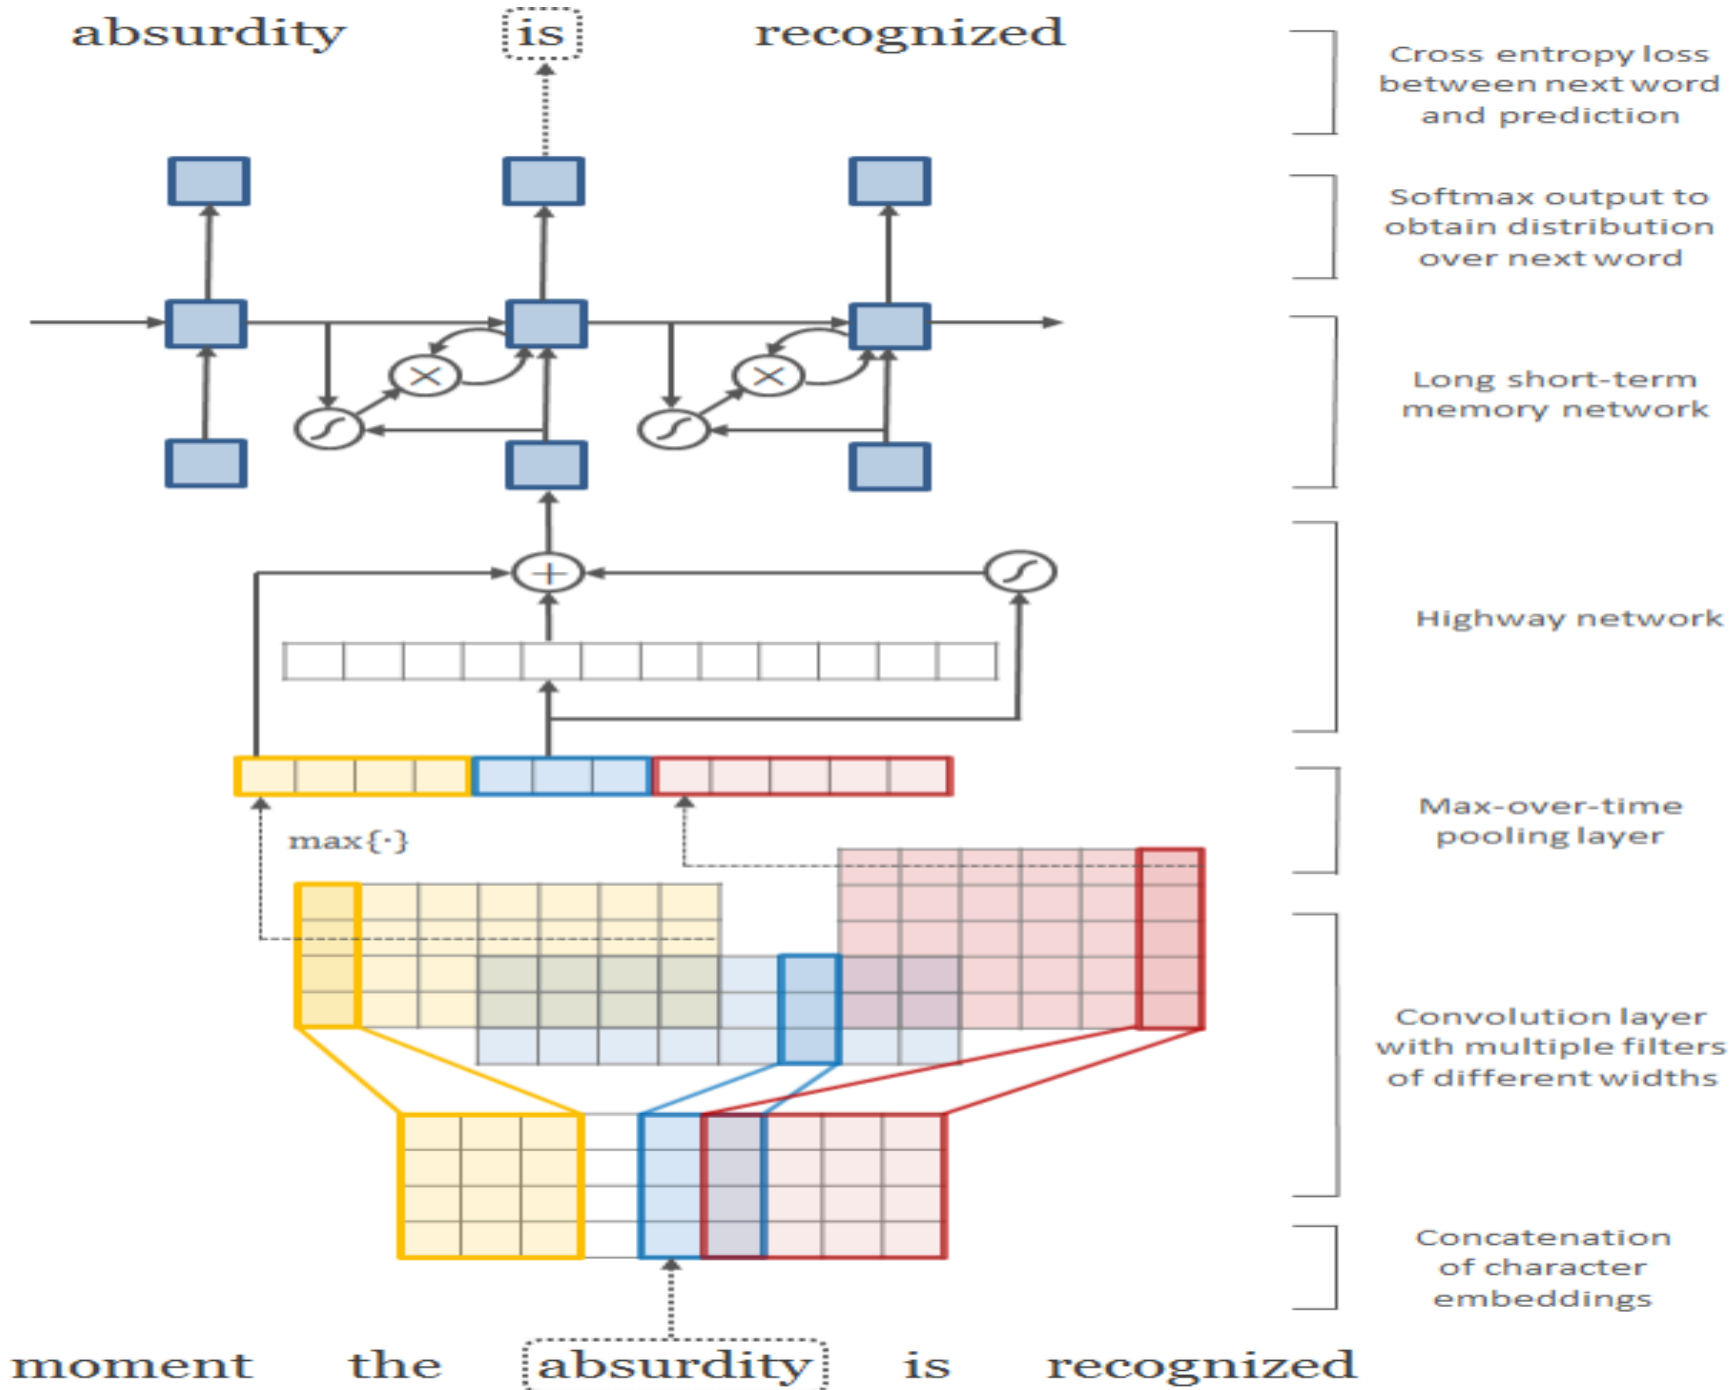 absurdity is recognized
Cross entropy loss
between next word
and prediction
Softmax output to
obtain distribution
over next word
Long short-term
memory network
Highway network
Max-over-time
pooling layer
max{·}
Convolution layer
with multiple filters
of different widths
Concatenation
of character
embeddings
moment the absurdity is recognized